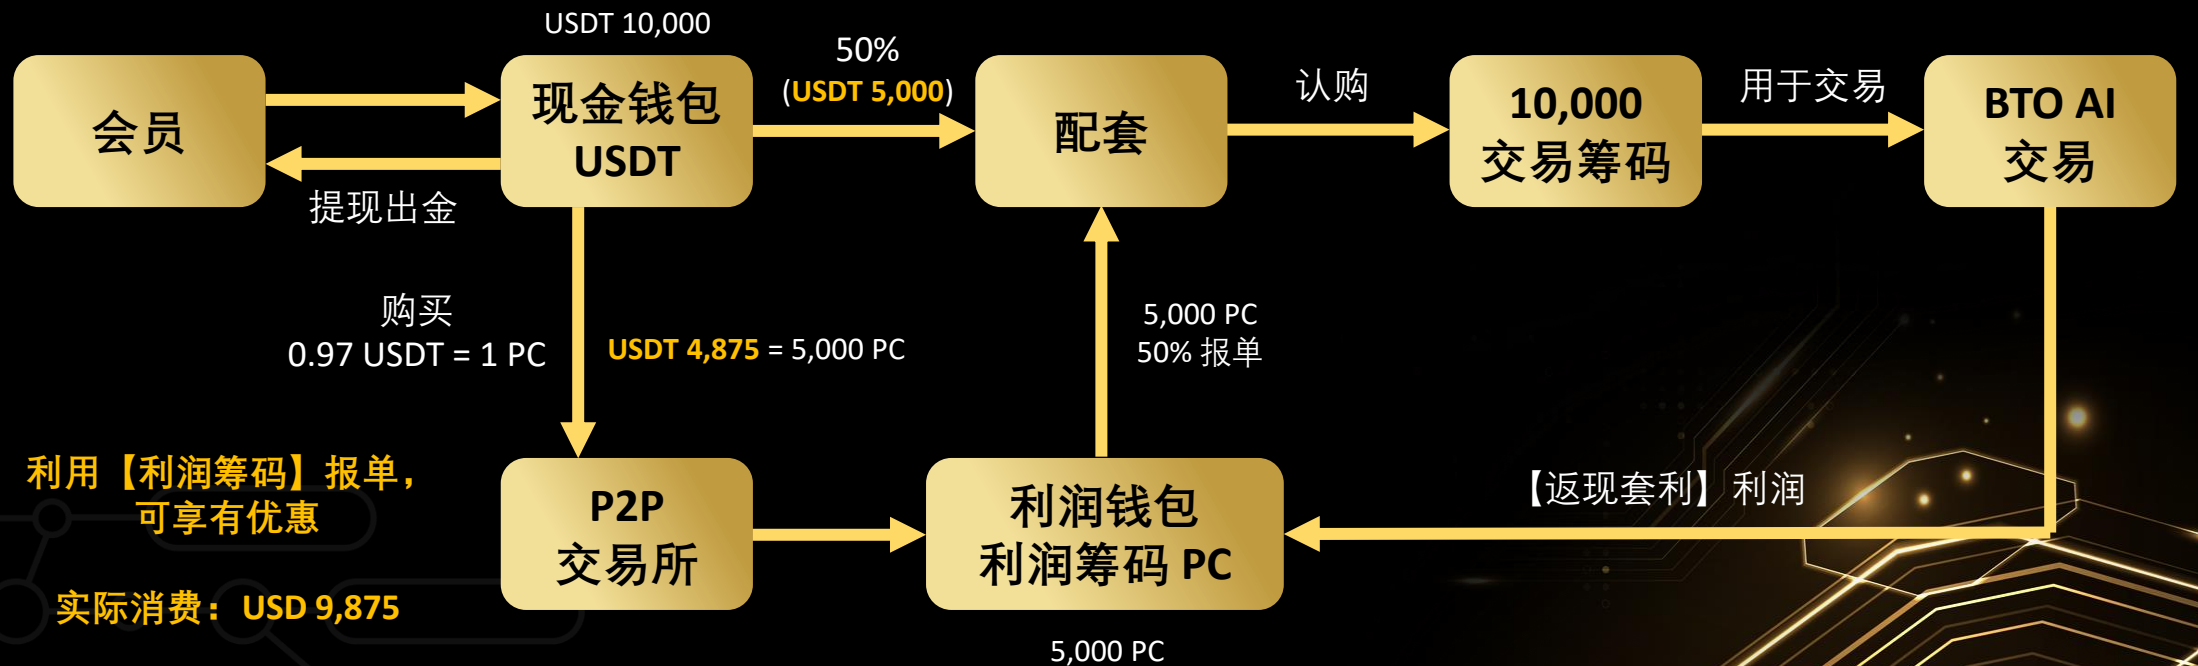 USDT 10,000
会员
现金钱包
USDT
50%
(USDT 5,000)
配套
认购
10,000
交易筹码
用于交易
BTO AI
交易
提现出金
购买
0.97 USDT = 1 PC
USDT 4,875 = 5,000 PC
5,000 PC
50% 报单
利用【利润筹码】报单，
可享有优惠
实际消费：USD 9,875
P2P
交易所
利润钱包
利润筹码 PC
【返现套利】利润
5,000 PC